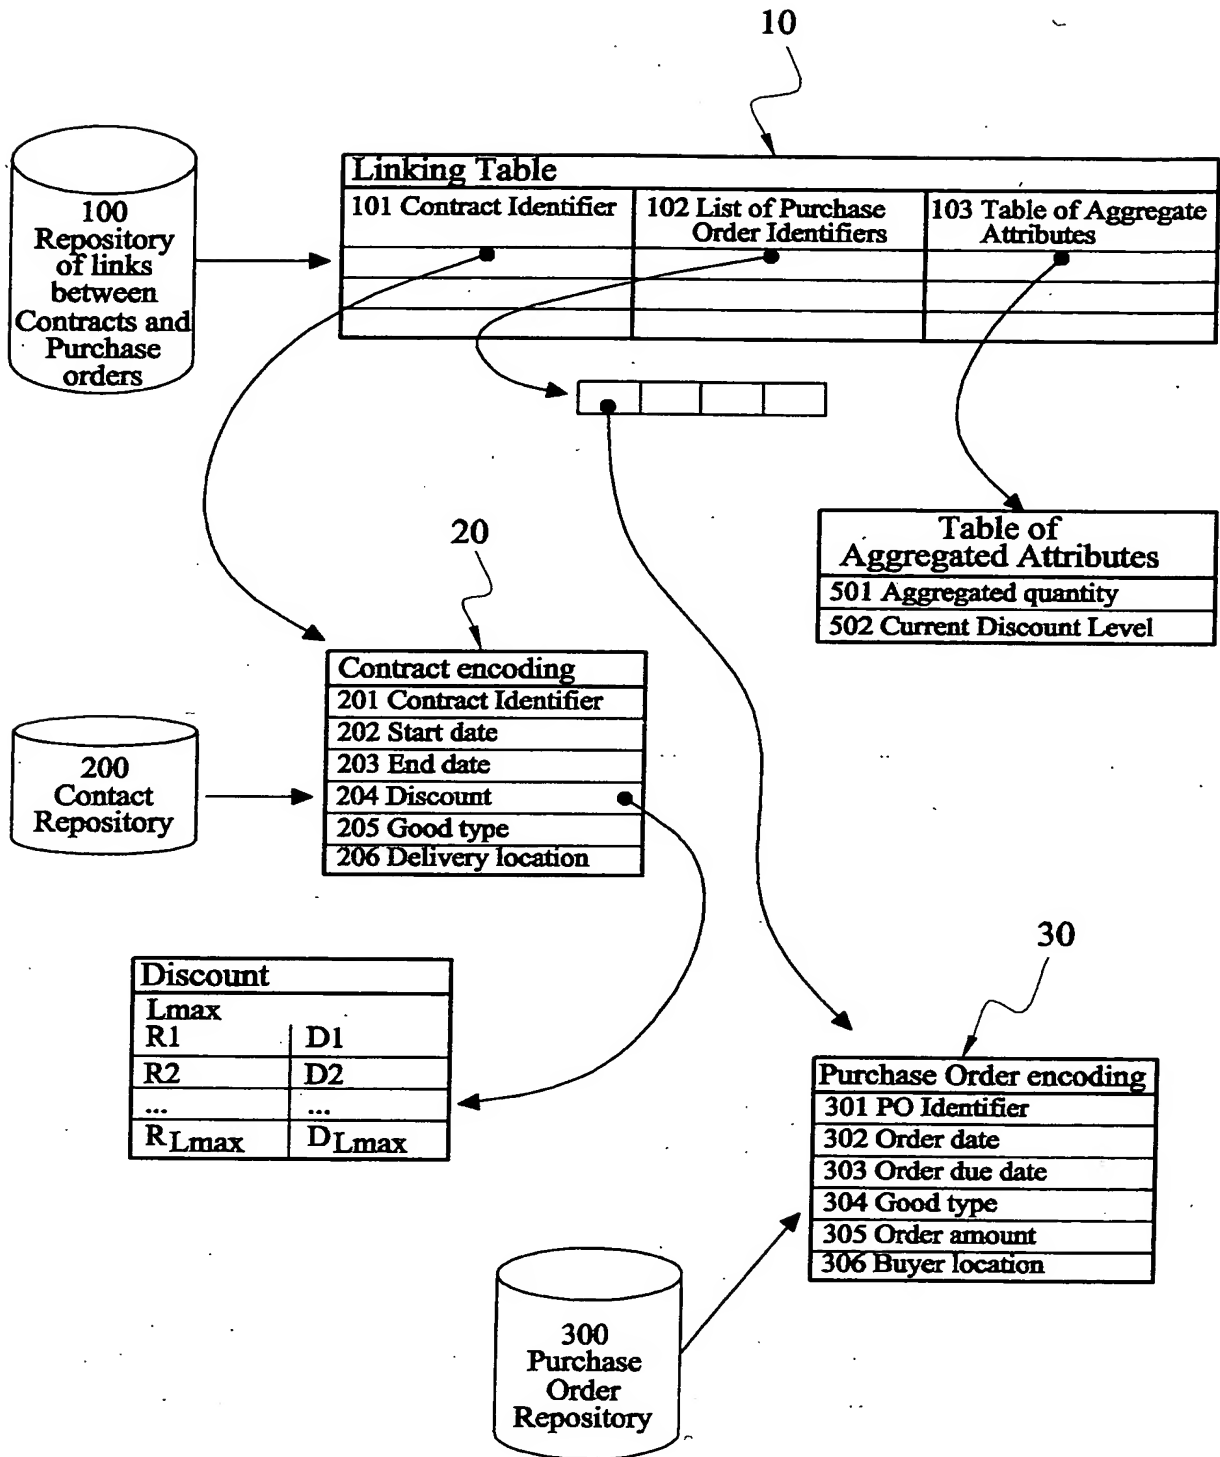 10
100
Repository
of links
between
Contracts and
Purchase
orders
Linking Table
101 Contract Identifier
102 List of Purchase
Order Identifiers
103 Table of Aggregate
Attributes
Table of
Aggregated Attributes
501 Aggregated quantity
502 Current Discount Level
20
Contract encoding
201 Contract Identifier
202 Start date
203 End date
204 Discount
205 Good type
206 Delivery location
200
Contact
Repository
Discount
Lmax
R1 D1
R2 D2
... ...
RLmax DLmax
30
Purchase Order encoding
301 PO Identifier
302 Order date
303 Order due date
304 Good type
305 Order amount
306 Buyer location
300
Purchase
Order
Repository